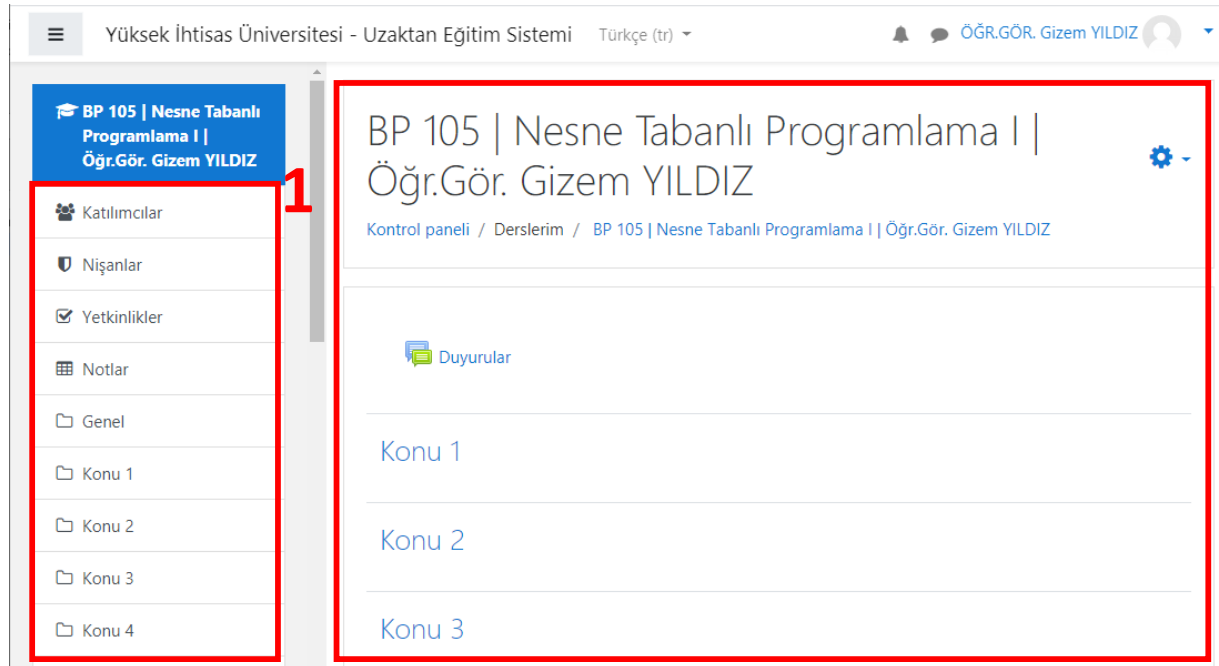 Yüksek İhtisas Üniversitesi - Uzaktan Eğitim Sistemi Türkçe (tr)
ÖĞR.GÖR. Gizem YILDIZ
BP 105 | Nesne Tabanlı
Programlama I |
Öğr.Gör. Gizem YILDIZ
1
Katılımcılar
Nişanlar
Yetkinlikler
Notlar
Genel
Konu 1
Konu 2
Konu 3
Konu 4
BP 105 | Nesne Tabanlı Programlama I |
Öğr.Gör. Gizem YILDIZ
Kontrol paneli / Derslerim / BP 105 | Nesne Tabanlı Programlama I | Öğr.Gör. Gizem YILDIZ
Duyurular
Konu 1
Konu 2
Konu 3